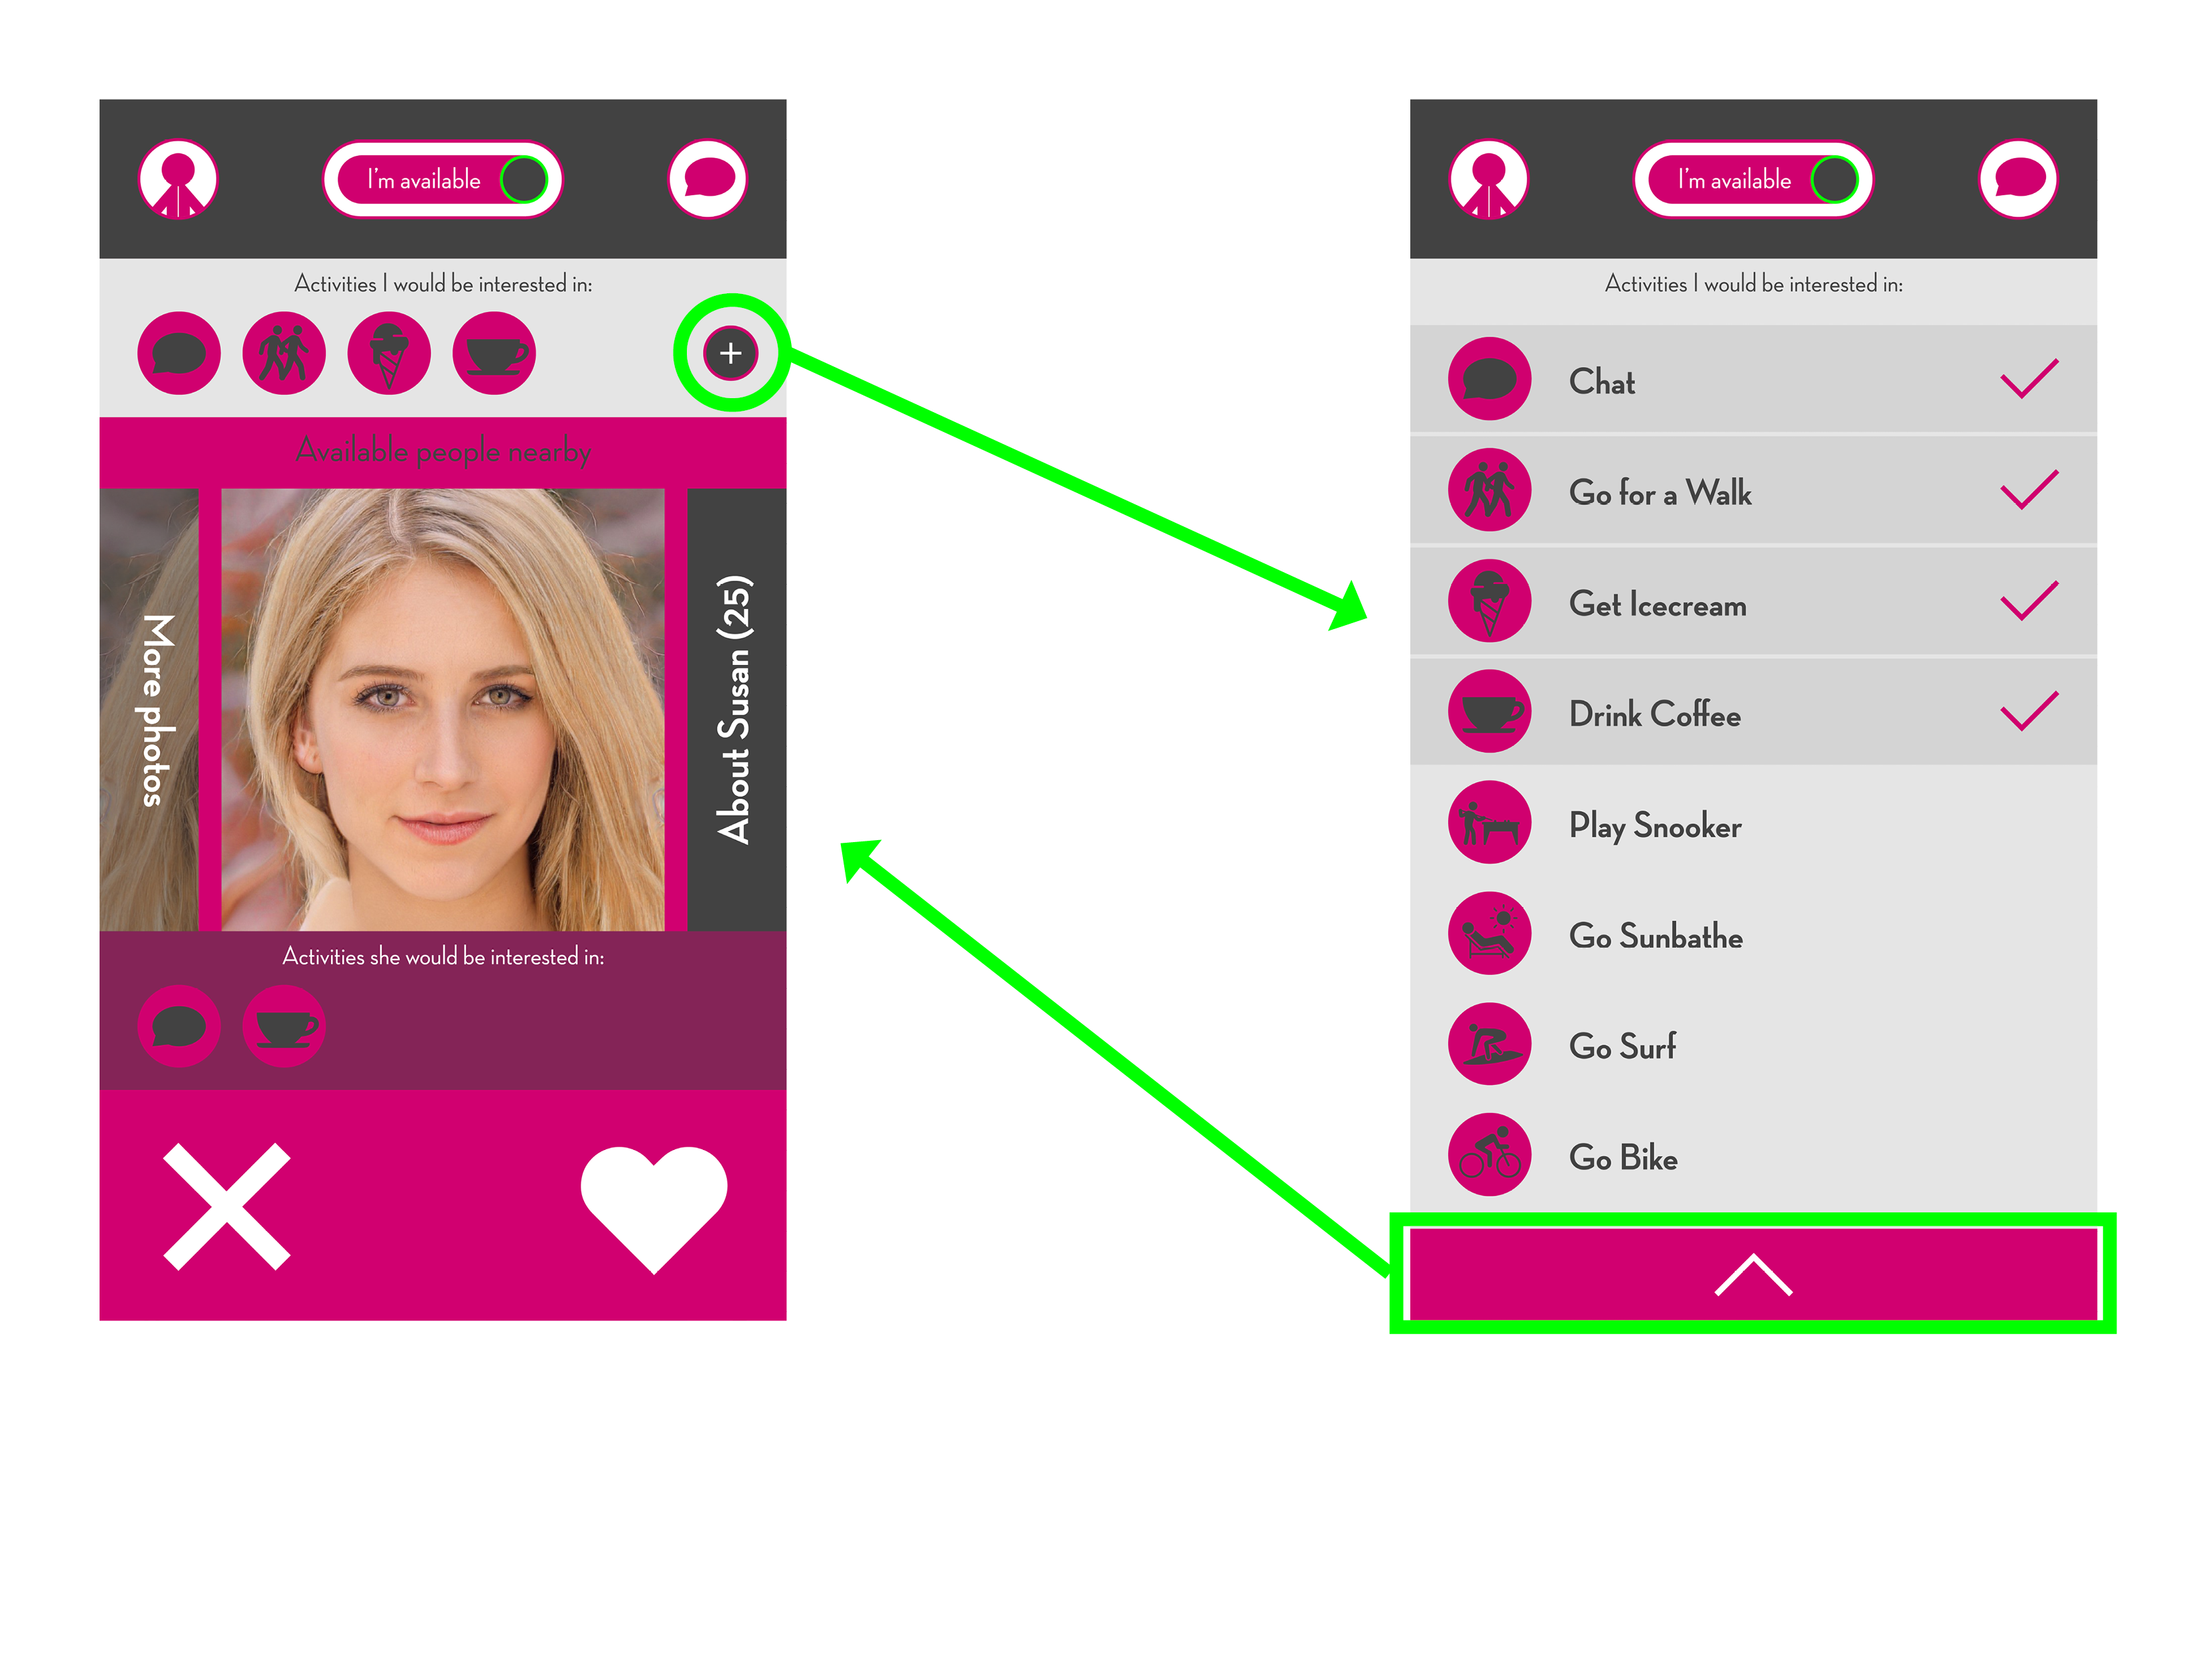 I'm available
Activities I would be interested in:
+
Available people nearby
More photos
About Susan (25)
Activities she would be interested in:
I'm available
Activities I would be interested in:
Chat
Go for a Walk
Get Icecream
Drink Coffee
Play Snooker
Go Sunbathe
Go Surf
Go Bike